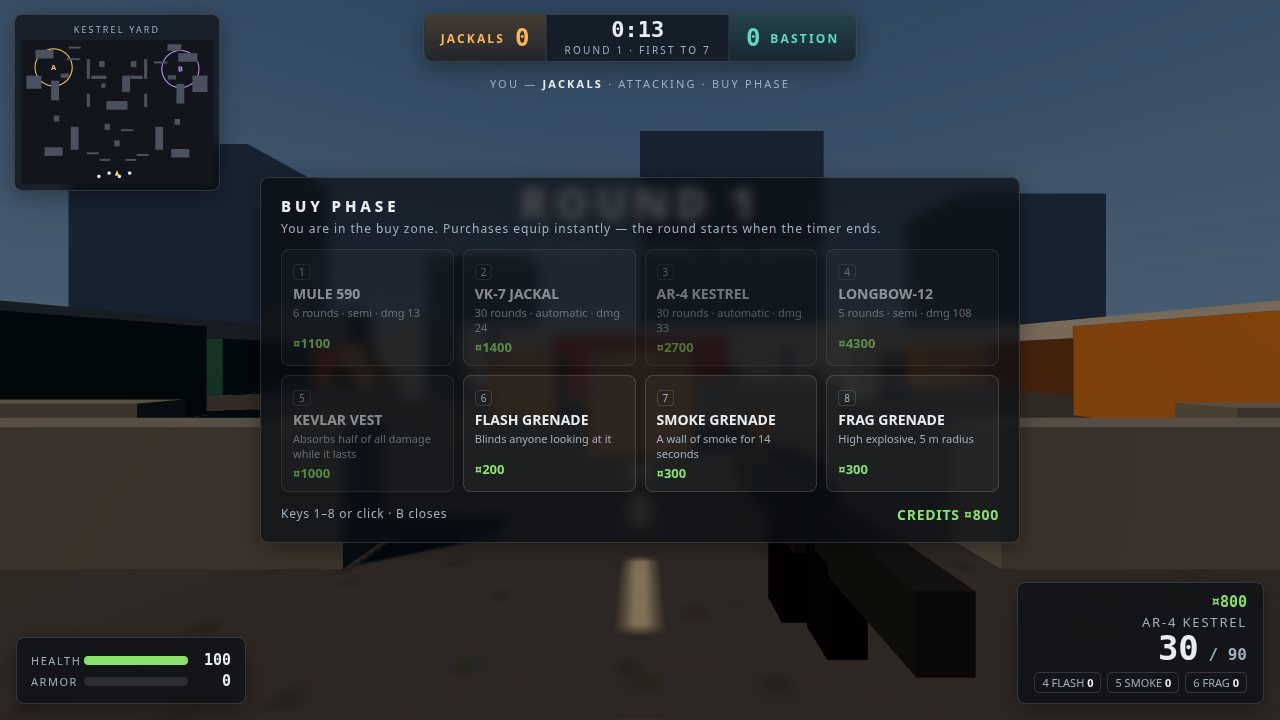 KESTREL YARD
A
B
JACKALS 0
0:13
ROUND 1 · FIRST TO 7
0 BASTION
YOU — JACKALS · ATTACKING · BUY PHASE
ROUND 1
BUY PHASE
You are in the buy zone. Purchases equip instantly — the round starts when the timer ends.
1
MULE 590
6 rounds · semi · dmg 13
¤1100
2
VK-7 JACKAL
30 rounds · automatic · dmg
24
¤1400
3
AR-4 KESTREL
30 rounds · automatic · dmg
33
¤2700
4
LONGBOW-12
5 rounds · semi · dmg 108
¤4300
5
KEVLAR VEST
Absorbs half of all damage
while it lasts
¤1000
6
FLASH GRENADE
Blinds anyone looking at it
¤200
7
SMOKE GRENADE
A wall of smoke for 14
seconds
¤300
8
FRAG GRENADE
High explosive, 5 m radius
¤300
Keys 1–8 or click · B closes
CREDITS ¤800
HEALTH 100
ARMOR 0
¤800
AR-4 KESTREL
30 / 90
4 FLASH 0
5 SMOKE 0
6 FRAG 0